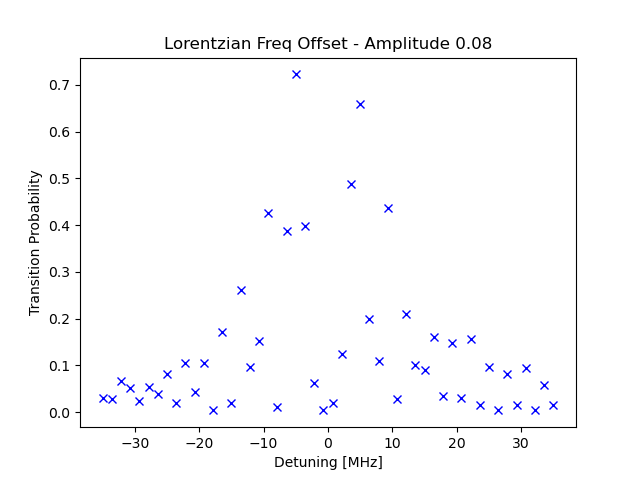 Lorentzian Freq Offset - Amplitude 0.08
Transition Probability
0.7
0.6
0.5
0.4
0.3
0.2
0.1
0.0
−30 −20 −10 0 10 20 30
Detuning [MHz]